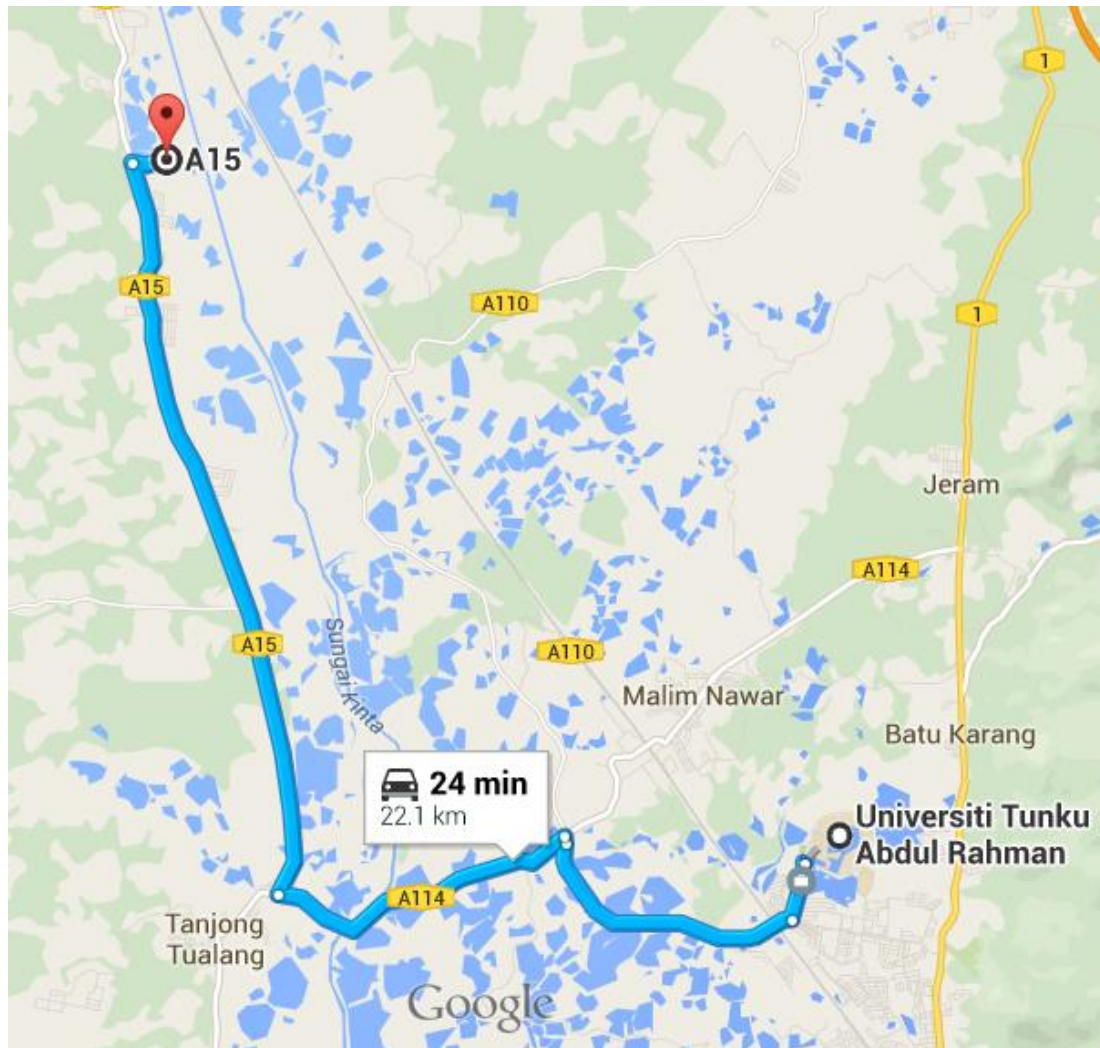 1
A15
A15
A110
1
Jeram
A114
A15
Sungai kinta
A110
Malim Nawar
Batu Karang
24 min
22.1 km
Universiti Tunku
Abdul Rahman
A114
Tanjong
Tualang
Google